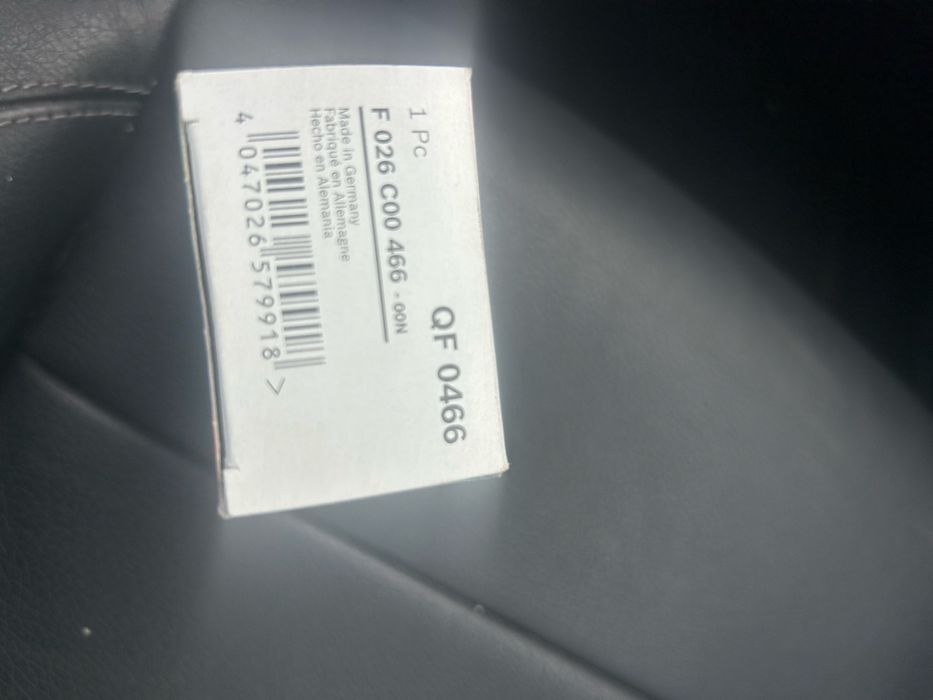 QF 0466
1 Pc
F 026 C00 466 - 00N
Made in Germany
Fabriqué en Allemagne
Hecho en Alemania
4 047026 579918 >